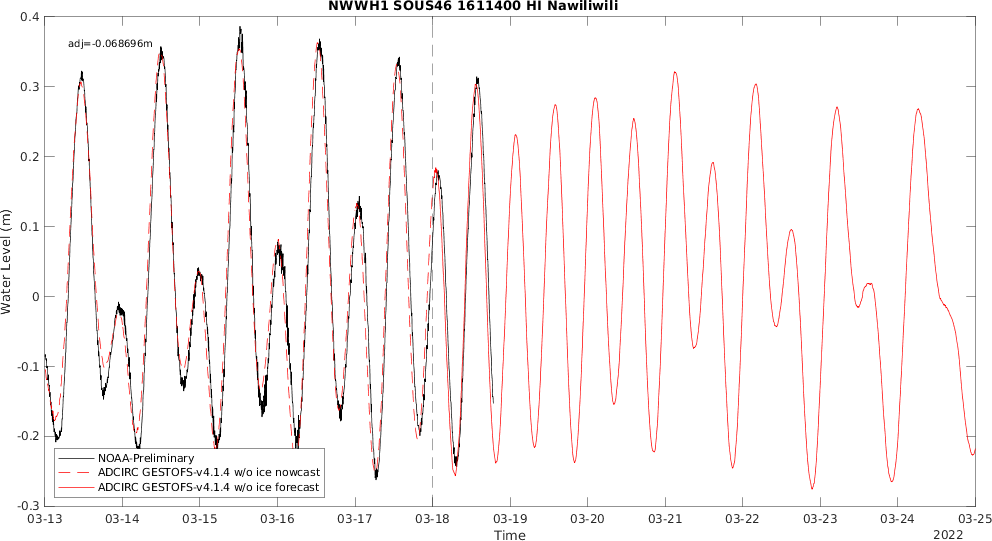 NWWH1 SOUS46 1611400 HI Nawiliwili
adj=-0.068696m
0.4
0.3
0.2
0.1
0
-0.1
-0.2
-0.3
Water Level (m)
NOAA-Preliminary
ADCIRC GESTOFS-v4.1.4 w/o ice nowcast
ADCIRC GESTOFS-v4.1.4 w/o ice forecast
03-13 03-14 03-15 03-16 03-17 03-18 03-19 03-20 03-21 03-22 03-23 03-24 03-25
Time
2022